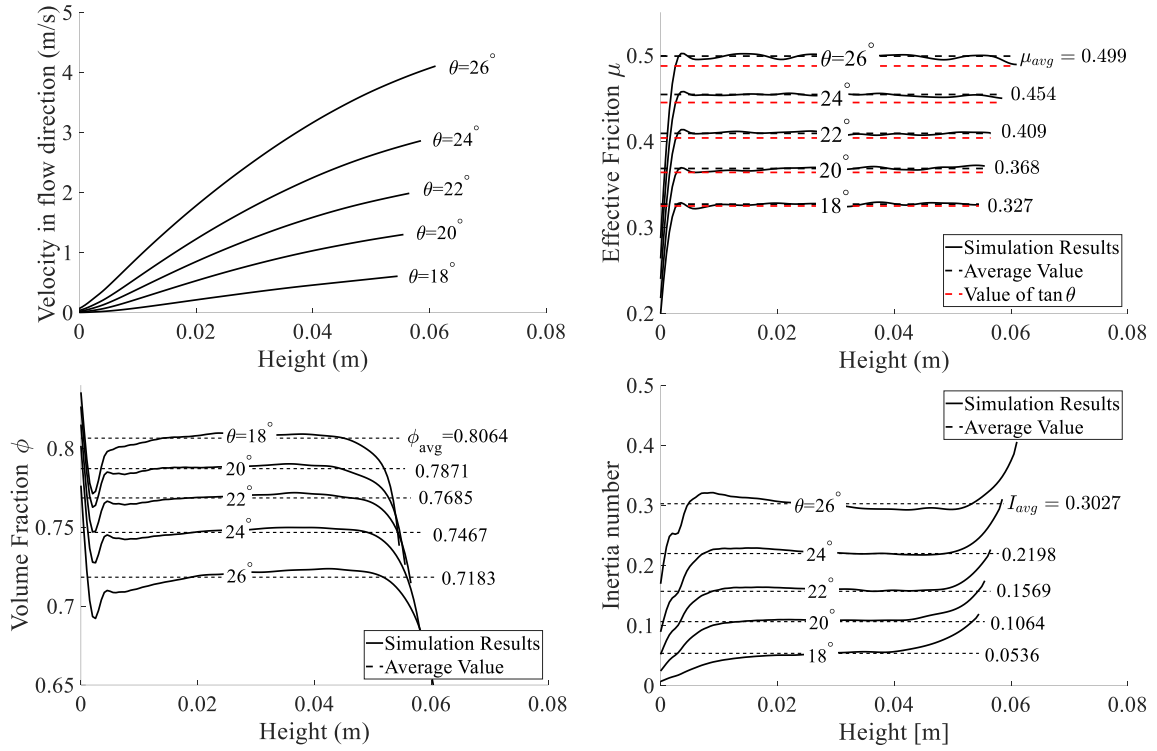 5
4
3
2
1
0
0
0.02
0.04
0.06
0.08
Velocity in flow direction (m/s)
Height (m)
θ=26°
θ=24°
θ=22°
θ=20°
θ=18°
0.5
0.4
0.3
0.2
0
0.02
0.04
0.06
0.08
Effective Friciton μ
Height (m)
θ=26°
μavg = 0.499
24°
0.454
22°
0.409
20°
0.368
18°
0.327
Simulation Results
Average Value
Value of tan θ
0.8
0.75
0.7
0.65
0
0.02
0.04
0.06
0.08
Volume Fraction ϕ
Height (m)
θ=18°
ϕavg=0.8064
20°
0.7871
22°
0.7685
24°
0.7467
26°
0.7183
Simulation Results
Average Value
0.5
0.4
0.3
0.2
0.1
0
0
0.02
0.04
0.06
0.08
Inertia number
Height [m]
Simulation Results
Average Value
θ=26°
Iavg = 0.3027
24°
0.2198
22°
0.1569
20°
0.1064
18°
0.0536